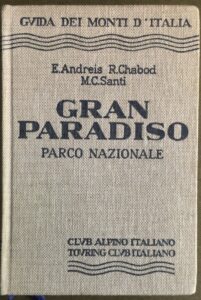 GVIDA DEI MONTI D'ITALIA
E.Andreis R.Chabod
M.C.Santi
GRAN
PARADISO
PARCO NAZIONALE
CLVB ALPINO ITALIANO
TOVRING CLVB ITALIANO